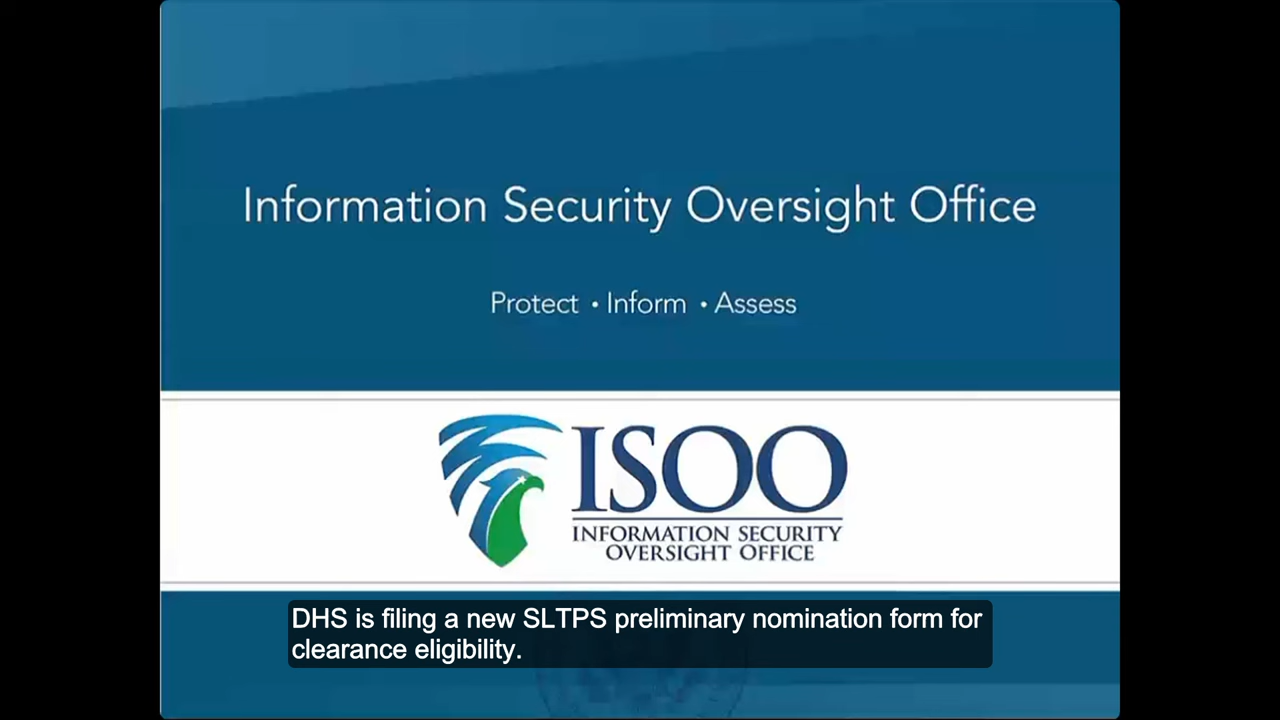 Information Security Oversight Office
Protect • Inform • Assess
ISOO
INFORMATION SECURITY
OVERSIGHT OFFICE
DHS is filing a new SLTPS preliminary nomination form for
clearance eligibility.